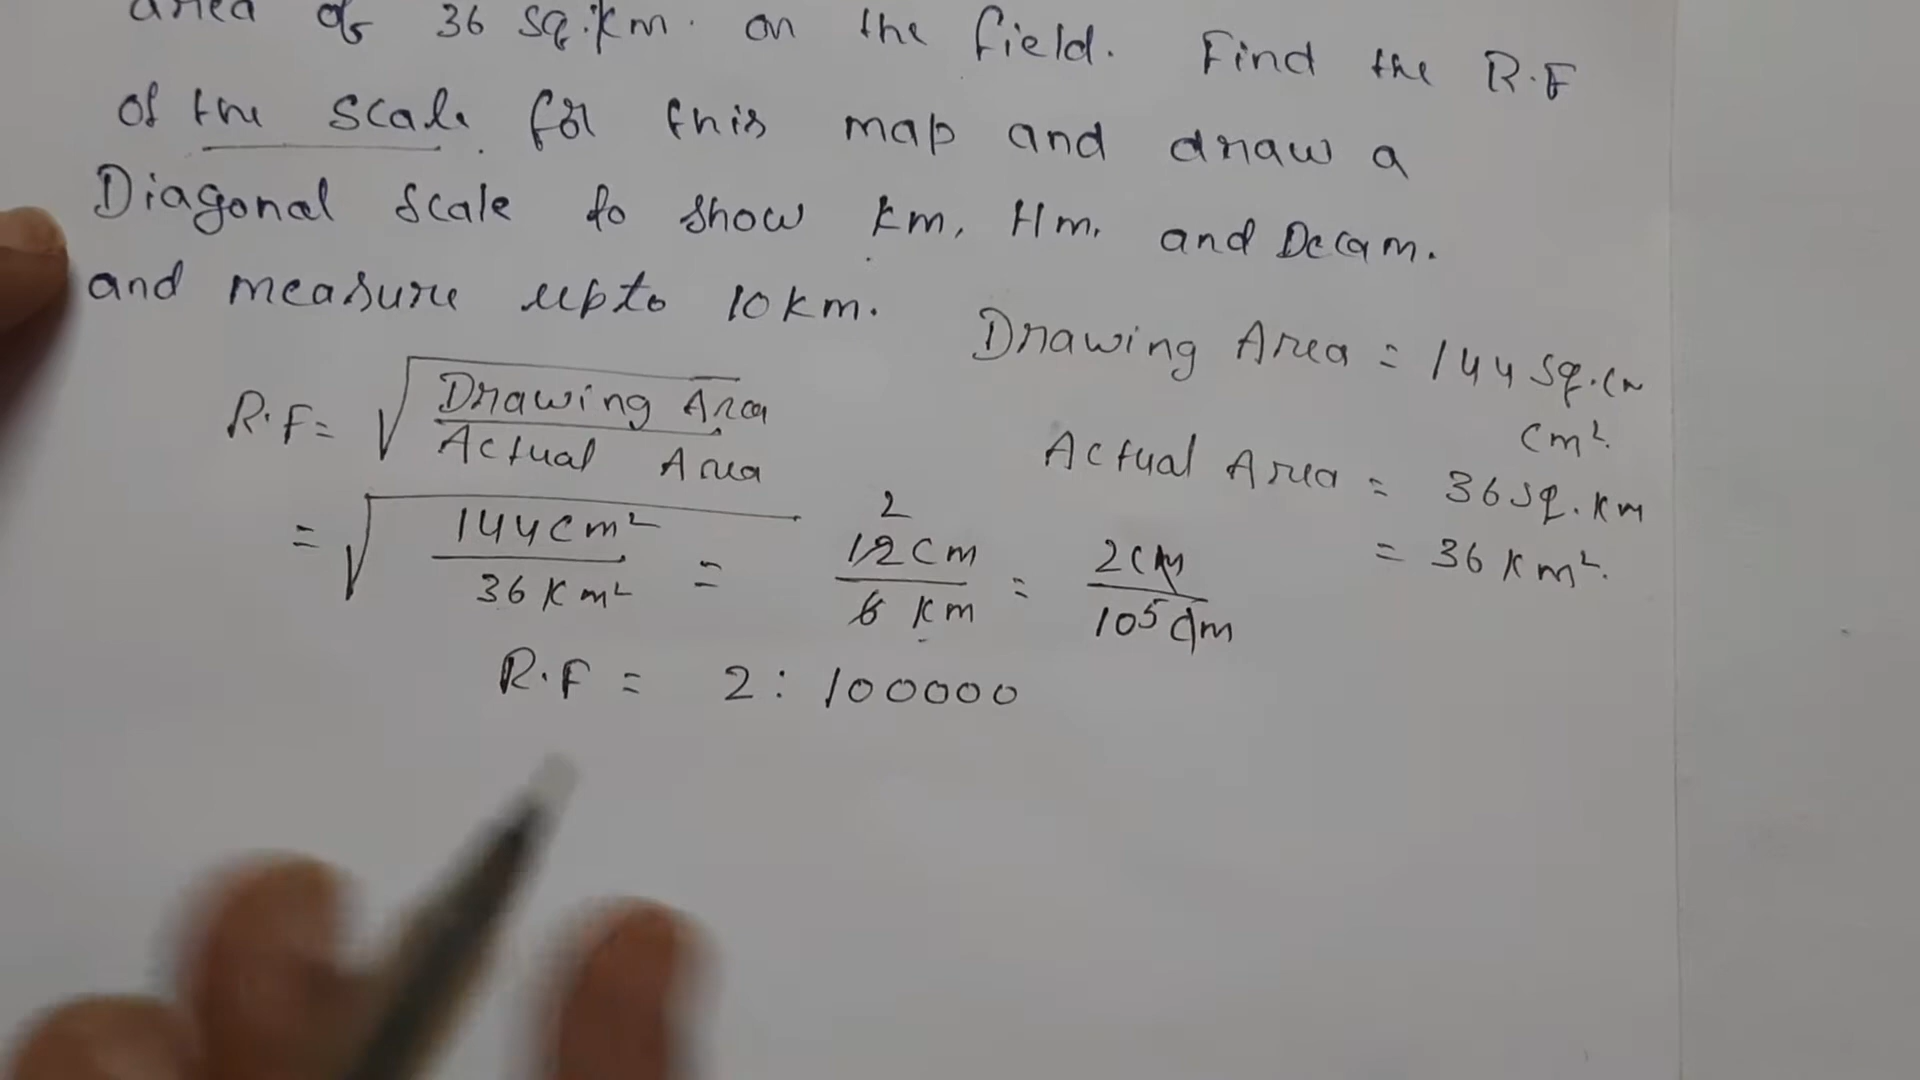 area of 36 sq.km. on the field. Find the R.F
of the scale for this map and draw a
Diagonal scale to show km, Hm, and Decam.
and measure upto 10km.
Drawing Area = 144 sq.cm
cm²
Actual Area = 36 sq.km
= 36 km².
R.F = √ Drawing Area / Actual Area
= √ 144cm² / 36 Km² = 2 12cm / 6 Km = 2cm / 10⁵ cm
R.F = 2 : 100000